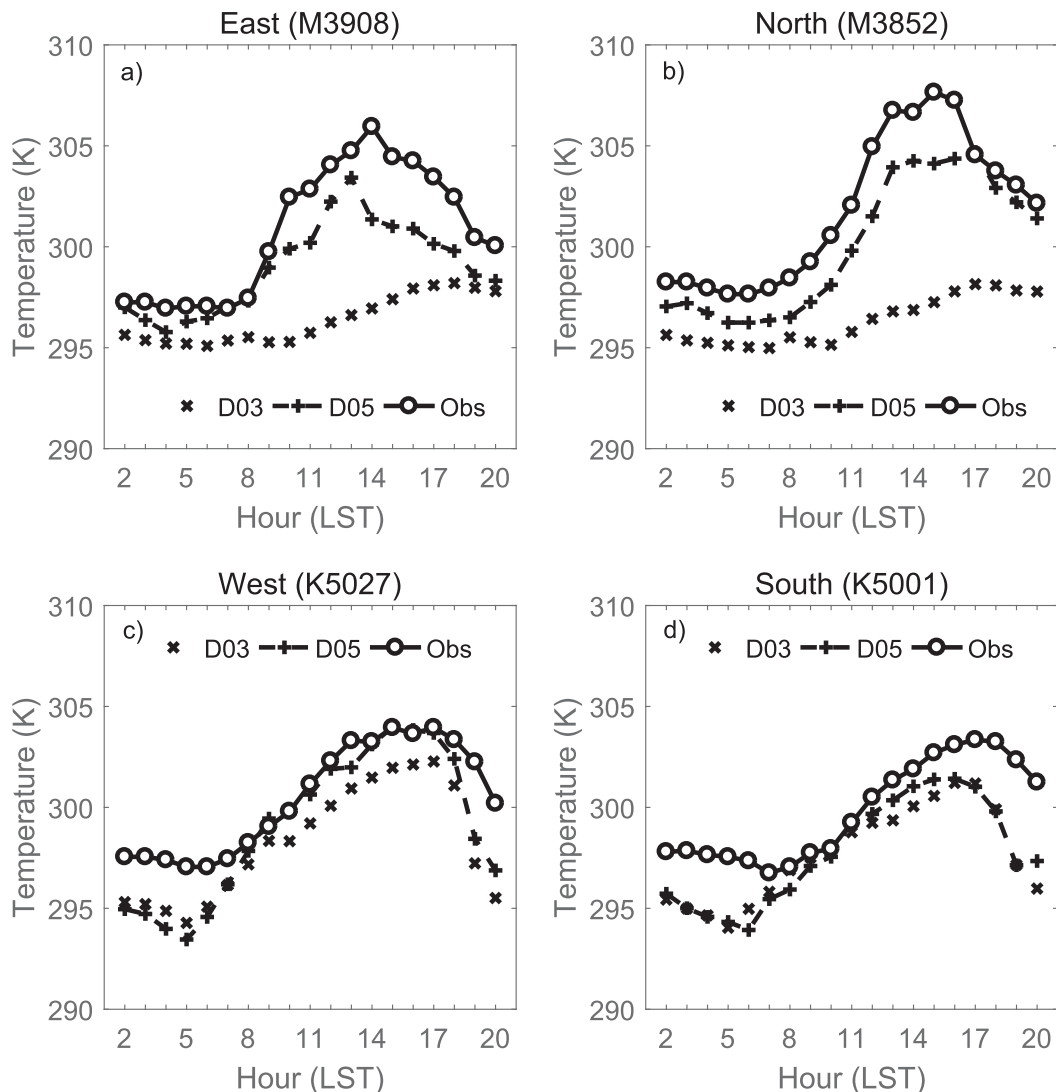 East (M3908)
a)
310
305
300
295
290
Temperature (K)
D03 D05 Obs
2 5 8 11 14 17 20
Hour (LST)
North (M3852)
b)
310
305
300
295
290
Temperature (K)
D03 D05 Obs
2 5 8 11 14 17 20
Hour (LST)
West (K5027)
c)
D03 D05 Obs
310
305
300
295
290
Temperature (K)
2 5 8 11 14 17 20
Hour (LST)
South (K5001)
d)
D03 D05 Obs
310
305
300
295
290
Temperature (K)
2 5 8 11 14 17 20
Hour (LST)